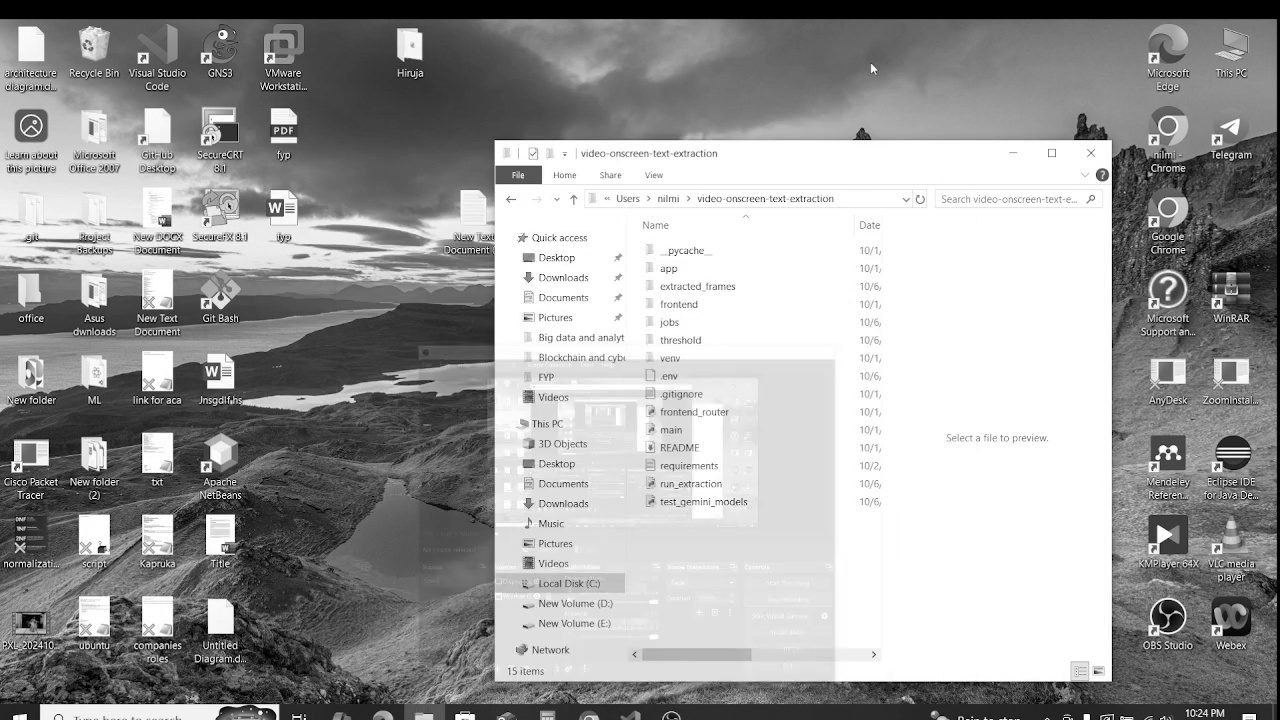 architecture
diagram.d...
Recycle Bin
Visual Studio
Code
GNS3
VMware
Workstati...
Hiruja
Microsoft
Edge
This PC
Learn about
this picture
Microsoft
Office 2007
GitHub
Desktop
SecureCRT
8.1
PDF
fyp
nilmi -
Chrome
Telegram
.git
Project
Backups
New DOCX
Document
SecureFX 8.1
fyp
New Text
Document
Google
Chrome
office
Asus
dwnloads
New Text
Document
Git Bash
Microsoft
Support an...
WinRAR
New folder
ML
link for aca
Jnsgdjf,hs
AnyDesk
ZoomInstal...
Cisco Packet
Tracer
New folder
(2)
txt
Apache
NetBeans
Mendeley
Referen...
Eclipse IDE
for Java De...
normalizati...
script
Kapruka
Title
KMPlayer 64X
VLC media
player
PXL_202410...
ubuntu
companies
roles
Untitled
Diagram.d...
OBS Studio
Webex
video-onscreen-text-extraction
File
Home
Share
View
« Users > nilmi > video-onscreen-text-extraction
Search video-onscreen-text-e...
Name
Date
Quick access
Desktop
Downloads
Documents
Pictures
Big data and analyt
Blockchain and cybe
FYP
Videos
This PC
3D Objects
Desktop
Documents
Downloads
Music
Pictures
Videos
Local Disk (C:)
New Volume (D:)
New Volume (E:)
Network
__pycache__ 10/1/
app 10/1/
extracted_frames 10/6/
frontend 10/1/
jobs 10/6/
threshold 10/6/
venv 10/1/
.env 10/6/
.gitignore 10/1/
frontend_router 10/1/
main 10/1/
README 10/1/
requirements 10/2/
run_extraction 10/6/
test_gemini_models 10/6/
Select a file to preview.
15 items
Type here to search
10:24 PM